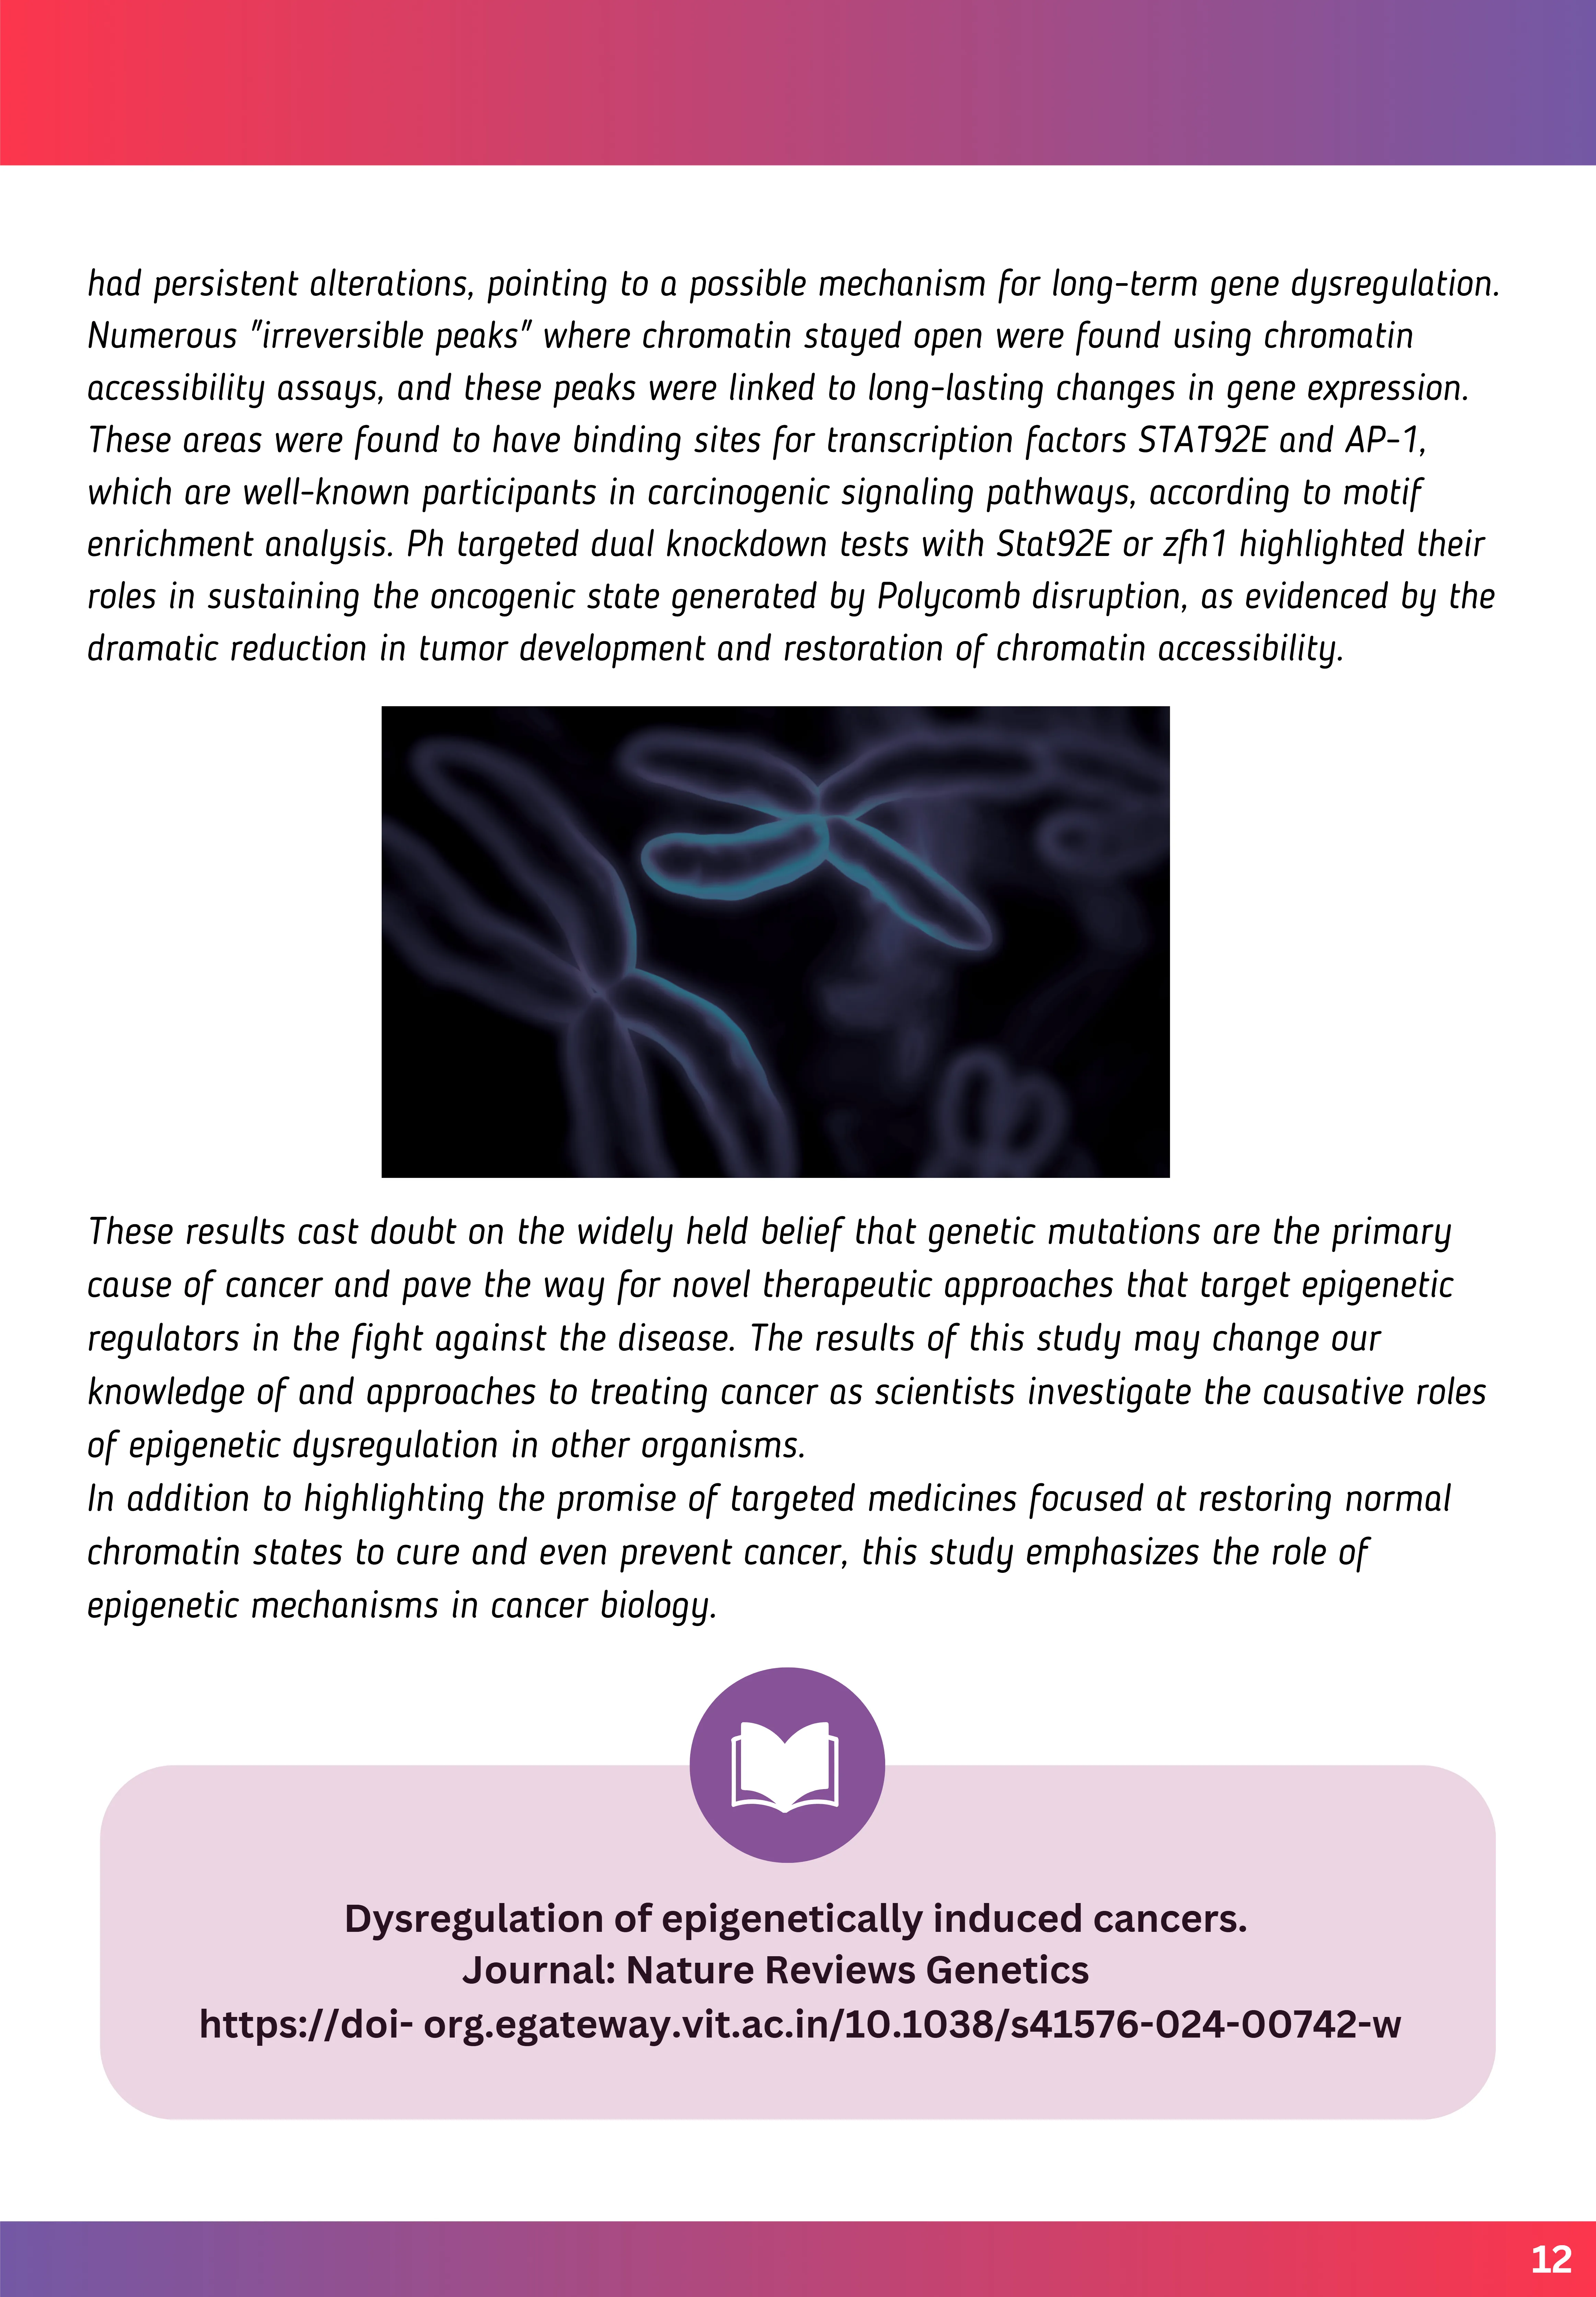 had persistent alterations, pointing to a possible mechanism for long-term gene dysregulation.
Numerous "irreversible peaks" where chromatin stayed open were found using chromatin
accessibility assays, and these peaks were linked to long-lasting changes in gene expression.
These areas were found to have binding sites for transcription factors STAT92E and AP-1,
which are well-known participants in carcinogenic signaling pathways, according to motif
enrichment analysis. Ph targeted dual knockdown tests with Stat92E or zfh1 highlighted their
roles in sustaining the oncogenic state generated by Polycomb disruption, as evidenced by the
dramatic reduction in tumor development and restoration of chromatin accessibility.
These results cast doubt on the widely held belief that genetic mutations are the primary
cause of cancer and pave the way for novel therapeutic approaches that target epigenetic
regulators in the fight against the disease. The results of this study may change our
knowledge of and approaches to treating cancer as scientists investigate the causative roles
of epigenetic dysregulation in other organisms.
In addition to highlighting the promise of targeted medicines focused at restoring normal
chromatin states to cure and even prevent cancer, this study emphasizes the role of
epigenetic mechanisms in cancer biology.
Dysregulation of epigenetically induced cancers.
Journal: Nature Reviews Genetics
https://doi- org.egateway.vit.ac.in/10.1038/s41576-024-00742-w
12